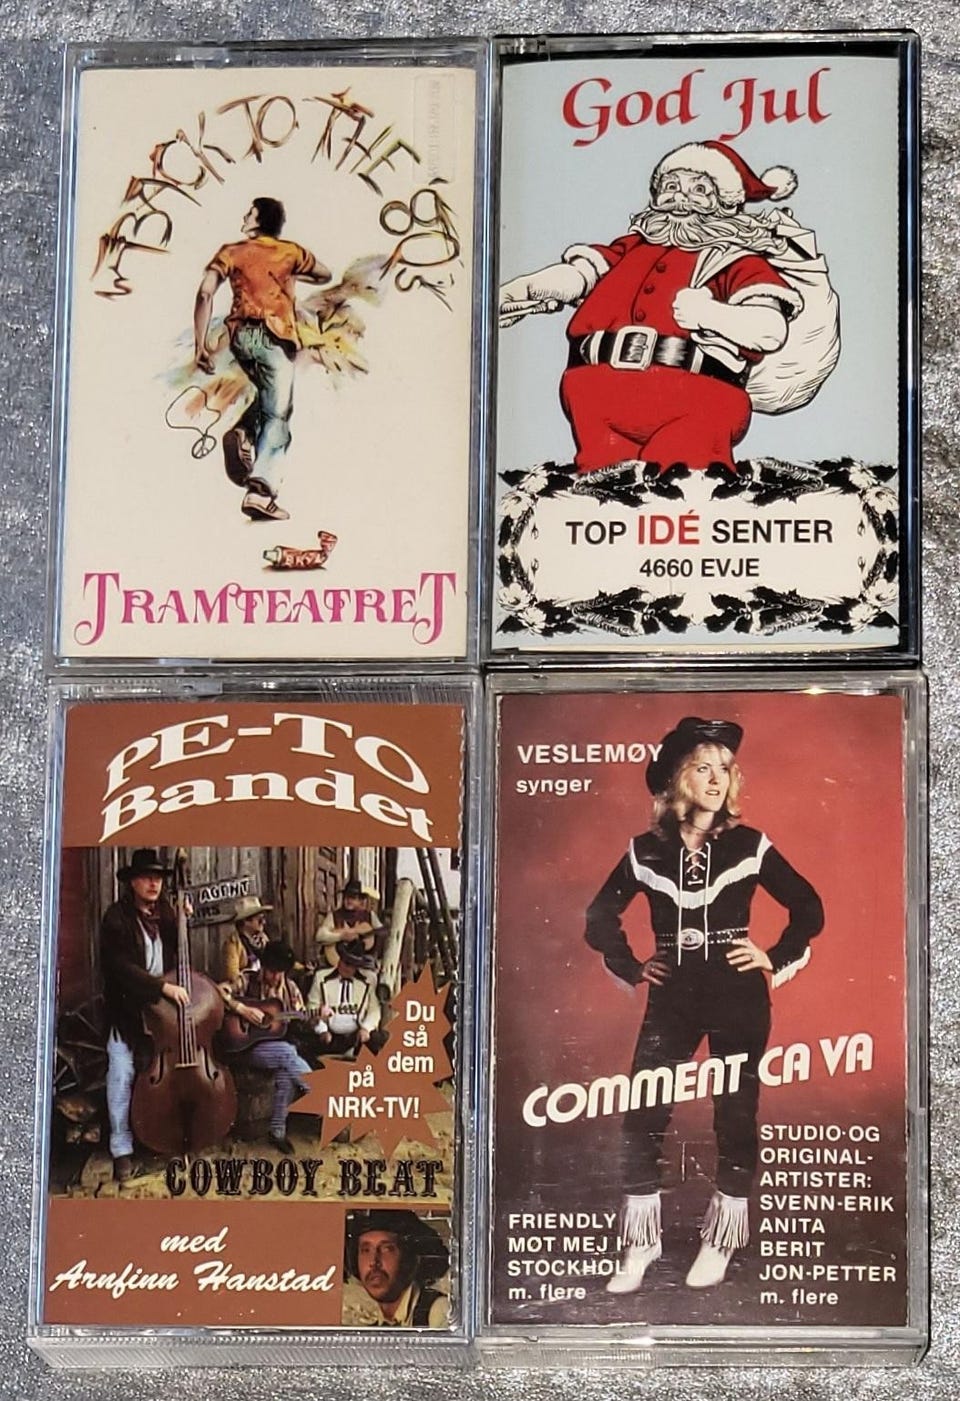 BACK TO THE 80's
BRYL
TRAMTEATRET
God Jul
TOP IDÉ SENTER
4660 EVJE
PE-TO
Bandet
AGENT
Du
så
dem
på
NRK-TV!
COWBOY BEAT
med
Arnfinn Hanstad
VESLEMØY
synger
COMMENT CA VA
STUDIO-OG
ORIGINAL-
ARTISTER:
SVENN-ERIK
ANITA
BERIT
JON-PETTER
m. flere
FRIENDLY
MØT MEJ I
STOCKHOLM
m. flere